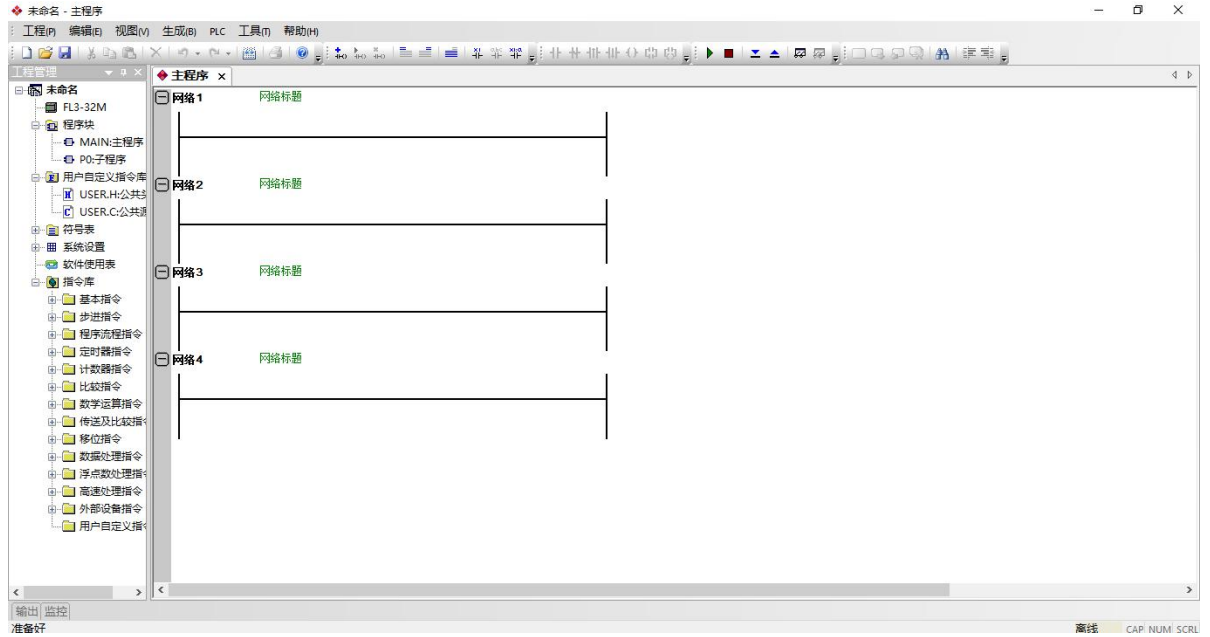 未命名 - 主程序
工程(P) 编辑(E) 视图(V) 生成(B) PLC 工具(T) 帮助(H)
工程管理
主程序
未命名
FL3-32M
程序块
MAIN:主程序
P0:子程序
用户自定义指令库
USER.H:公共头
USER.C:公共源
符号表
系统设置
软件使用表
指令库
基本指令
步进指令
程序流程指令
定时器指令
计数器指令
比较指令
数学运算指令
传送及比较指令
移位指令
数据处理指令
浮点数处理指令
高速处理指令
外部设备指令
用户自定义指令
网络1 网络标题
网络2 网络标题
网络3 网络标题
网络4 网络标题
输出 监控
准备好 离线 CAP NUM SCRL